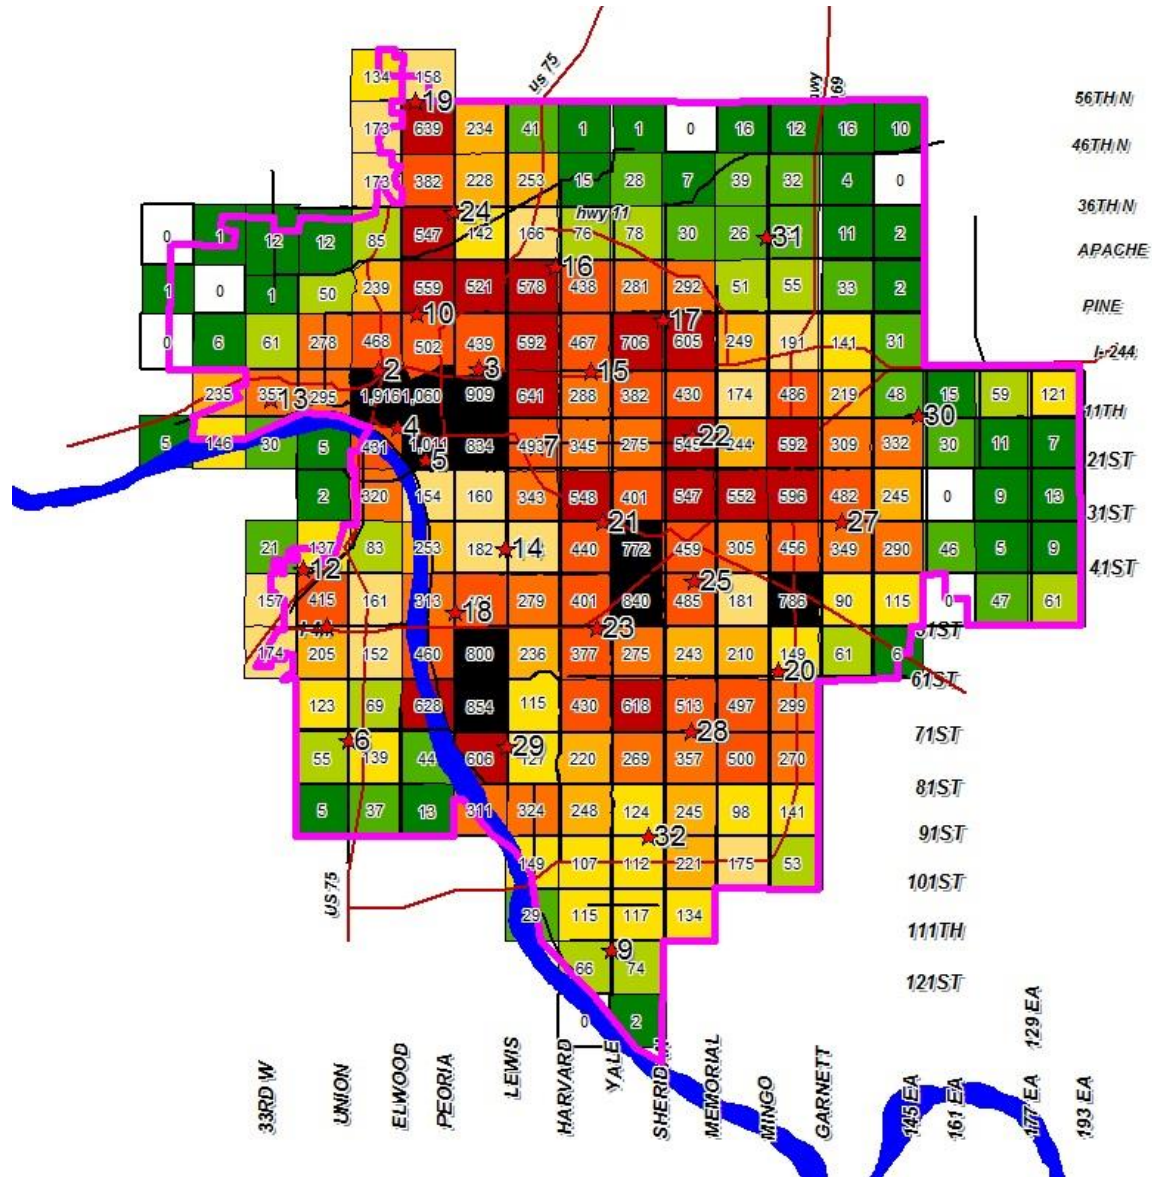 us 75
hwy 169
134 158
19
56TH N
173 639 234 41 1 1 0 16 12 16 10
46TH N
173 382 228 253 15 28 7 39 32 4 0
36TH N
24 hwy 11
0 1 12 12 85 547 142 166 76 78 30 26 31 11 2
APACHE
16
1 0 1 50 239 559 521 578 438 281 292 51 55 33 2
PINE
10 17
0 6 61 278 468 502 439 592 467 706 605 249 191 141 31
I-244
2 3 15
235 295 1,916 1,060 909 641 288 382 430 174 486 219 48 15 59 121
13 30
11TH
4 7 22
5 146 30 5 431 1,011 834 493 345 275 545 244 592 309 332 30 11 7
5
21ST
2 320 154 160 343 548 401 547 552 596 482 245 0 9 13
31ST
21 27
21 137 83 253 182 440 772 459 305 456 349 290 46 5 9
14
12 25
41ST
157 415 161 313 279 401 840 485 181 786 90 115 0 47 61
18
23
51ST
174 205 152 460 800 236 377 275 243 210 149 61 6
20
61ST
123 69 628 854 115 430 618 513 497 299
6 29 28
71ST
55 139 44 606 127 220 269 357 500 270
81ST
5 37 13 311 324 248 124 245 98 141
32
91ST
149 107 112 221 175 53
101ST
US 75
29 115 117 134
111TH
9
66 74
121ST
0 2
33RD W
UNION
ELWOOD
PEORIA
LEWIS
HARVARD
YALE
SHERIDAN
MEMORIAL
MINGO
GARNETT
129 EA
145 EA
161 EA
177 EA
193 EA